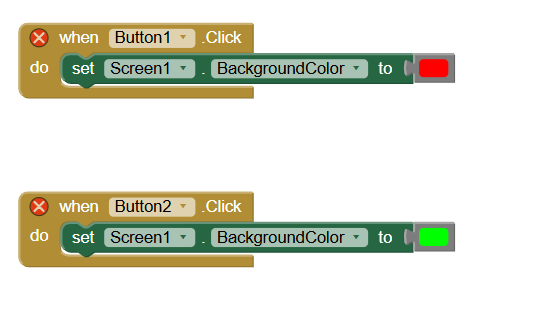 when Button1 .Click
do set Screen1 . BackgroundColor to
when Button2 .Click
do set Screen1 . BackgroundColor to